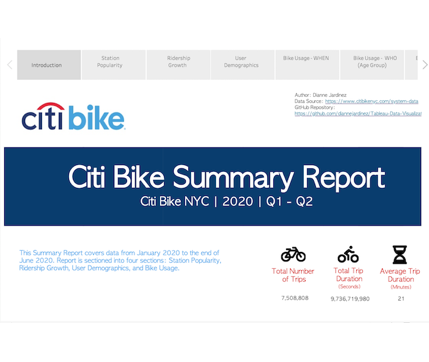 Introduction
Station
Popularity
Ridership
Growth
User
Demographics
Bike Usage - WHEN
Bike Usage - WHO
(Age Group)
Author: Dianne Jardinez
Data Source: https://www.citibikenyc.com/system-data
GitHub Repository:
https://github.com/diannejardinez/Tableau-Data-Visualiza
citi bike
Citi Bike Summary Report
Citi Bike NYC | 2020 | Q1 - Q2
This Summary Report covers data from January 2020 to the end of
June 2020. Report is sectioned into four sections: Station Popularity,
Ridership Growth, User Demographics, and Bike Usage.
Total Number
of Trips
7,508,808
Total Trip
Duration
(Seconds)
9,736,719,980
Average Trip
Duration
(Minutes)
21